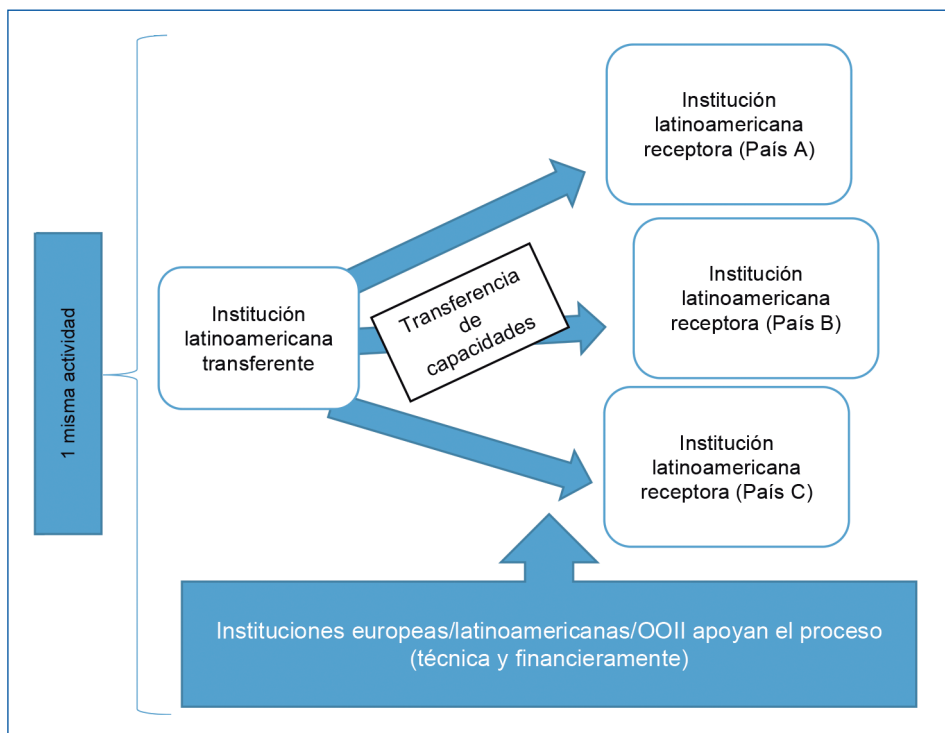 1 misma actividad
Institución
latinoamericana
transferente
Transferencia
de
capacidades
Institución
latinoamericana
receptora (País A)
Institución
latinoamericana
receptora (País B)
Institución
latinoamericana
receptora (País C)
Instituciones europeas/latinoamericanas/OOII apoyan el proceso
(técnica y financieramente)